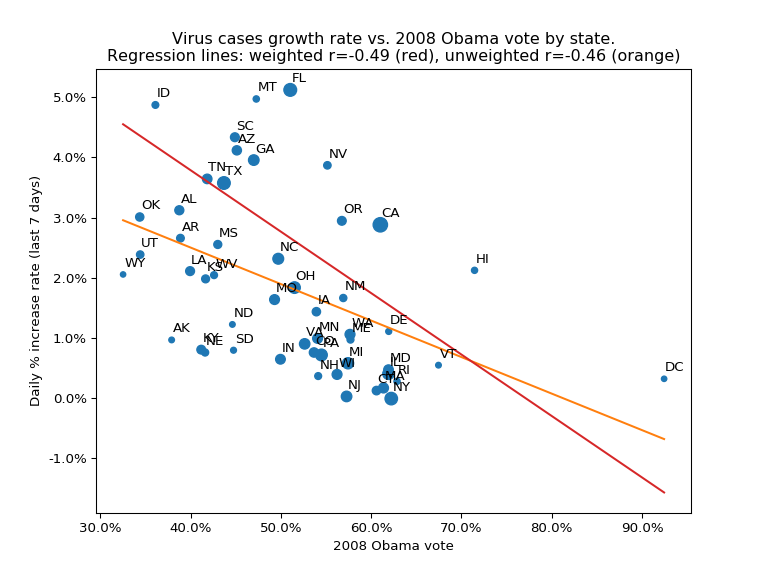 Virus cases growth rate vs. 2008 Obama vote by state.
Regression lines: weighted r=-0.49 (red), unweighted r=-0.46 (orange)
Daily % increase rate (last 7 days)
5.0%
4.0%
3.0%
2.0%
1.0%
0.0%
-1.0%
FL
MT
ID
SC
AZ
GA
NV
TN
TX
OK
AL
OR
CA
AR
MS
UT
NC
WY
LA
KS
WV
HI
OH
MO
NM
IA
ND
DE
AK
MN
WA
ME
VA
KY
NE
SD
CO
PA
IN
MI
MD
IL
VT
NH
WI
RI
DC
CT
MA
NJ
NY
30.0%
40.0%
50.0%
60.0%
70.0%
80.0%
90.0%
2008 Obama vote